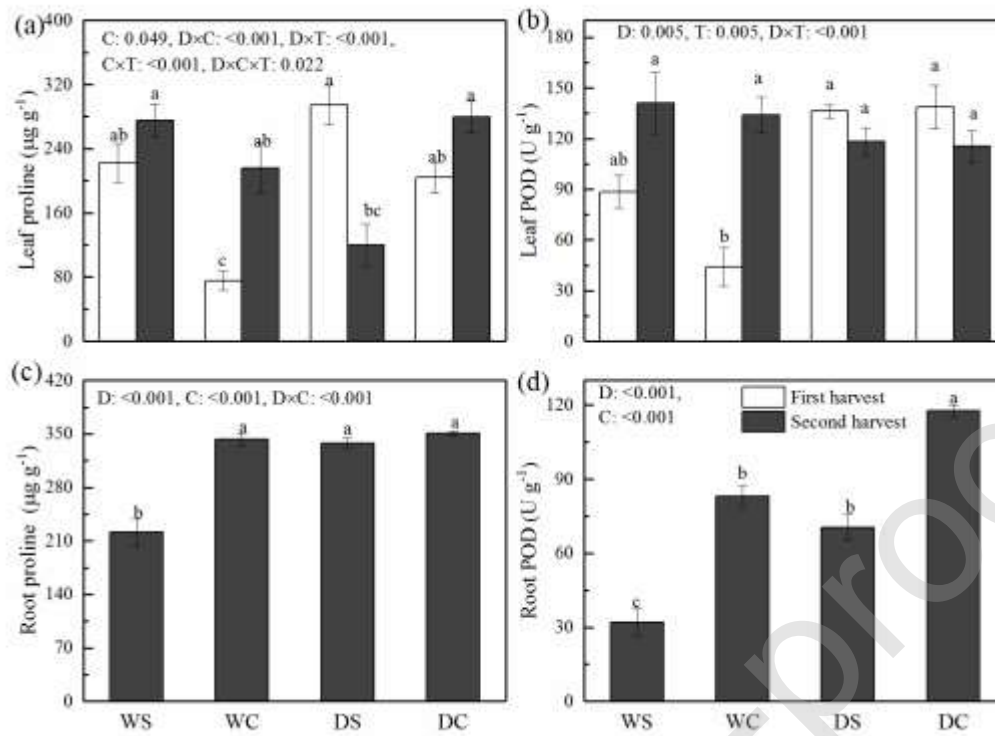 (a)
400
320
240
160
80
0
Leaf proline (µg g⁻¹)
C: 0.049, D×C: <0.001, D×T: <0.001,
C×T: <0.001, D×C×T: 0.022
ab
a
c
ab
a
bc
ab
a
(b)
180
150
120
90
60
30
0
Leaf POD (U g⁻¹)
D: 0.005, T: 0.005, D×T: <0.001
ab
a
b
a
a
a
a
a
(c)
420
350
280
210
140
70
0
Root proline (µg g⁻¹)
D: <0.001, C: <0.001, D×C: <0.001
b
a
a
a
WS
WC
DS
DC
(d)
120
90
60
30
0
Root POD (U g⁻¹)
D: <0.001,
C: <0.001
First harvest
Second harvest
c
b
b
a
WS
WC
DS
DC